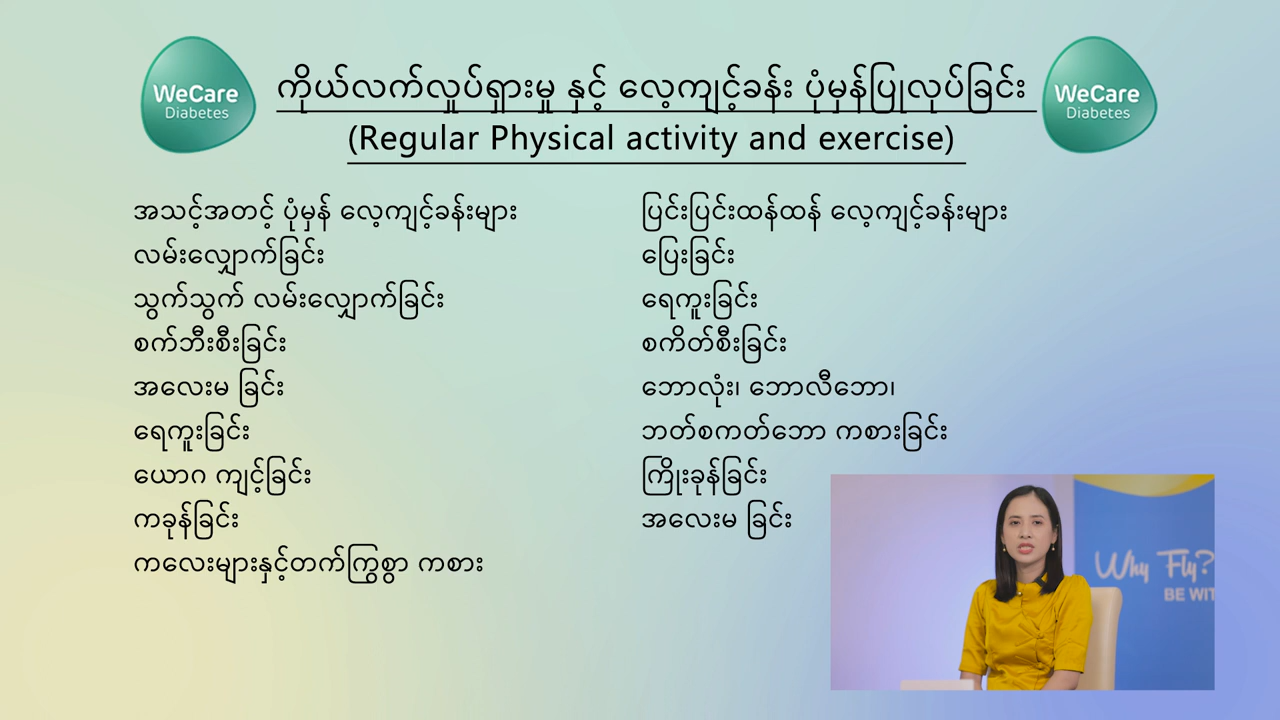 WeCare
Diabetes
ကိုယ်လက်လှုပ်ရှားမှု နှင့် လေ့ကျင့်ခန်း ပုံမှန်ပြုလုပ်ခြင်း
(Regular Physical activity and exercise)
WeCare
Diabetes
အသင့်အတင့် ပုံမှန် လေ့ကျင့်ခန်းများ
လမ်းလျှောက်ခြင်း
သွက်သွက် လမ်းလျှောက်ခြင်း
စက်ဘီးစီးခြင်း
အလေးမ ခြင်း
ရေကူးခြင်း
ယောဂ ကျင့်ခြင်း
ကခုန်ခြင်း
ကလေးများနှင့်တက်ကြွစွာ ကစား
ပြင်းပြင်းထန်ထန် လေ့ကျင့်ခန်းများ
ပြေးခြင်း
ရေကူးခြင်း
စကိတ်စီးခြင်း
ဘောလုံး၊ ဘောလီဘော၊
ဘတ်စကတ်ဘော ကစားခြင်း
ကြိုးခုန်ခြင်း
အလေးမ ခြင်း
Why Fly?
BE WIT